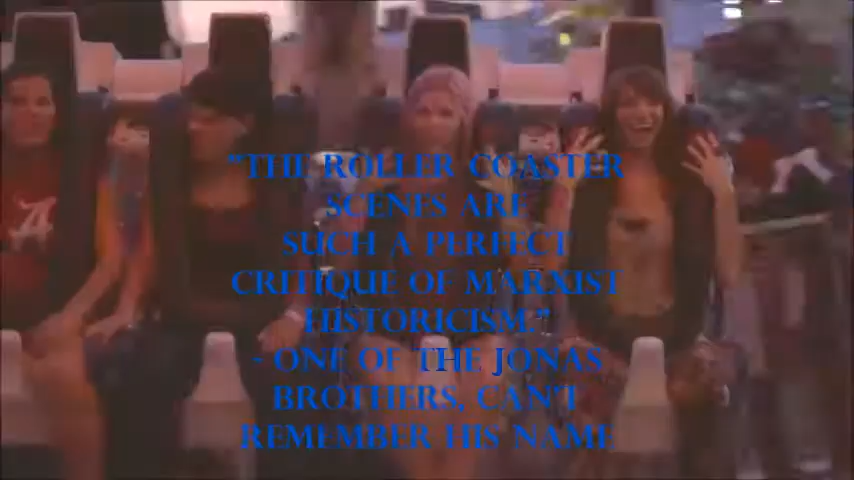 "THE ROLLER COASTER
SCENES ARE
SUCH A PERFECT
CRITIQUE OF MARXIST
HISTORICISM."
- ONE OF THE JONAS
BROTHERS, CAN'T
REMEMBER HIS NAME
A